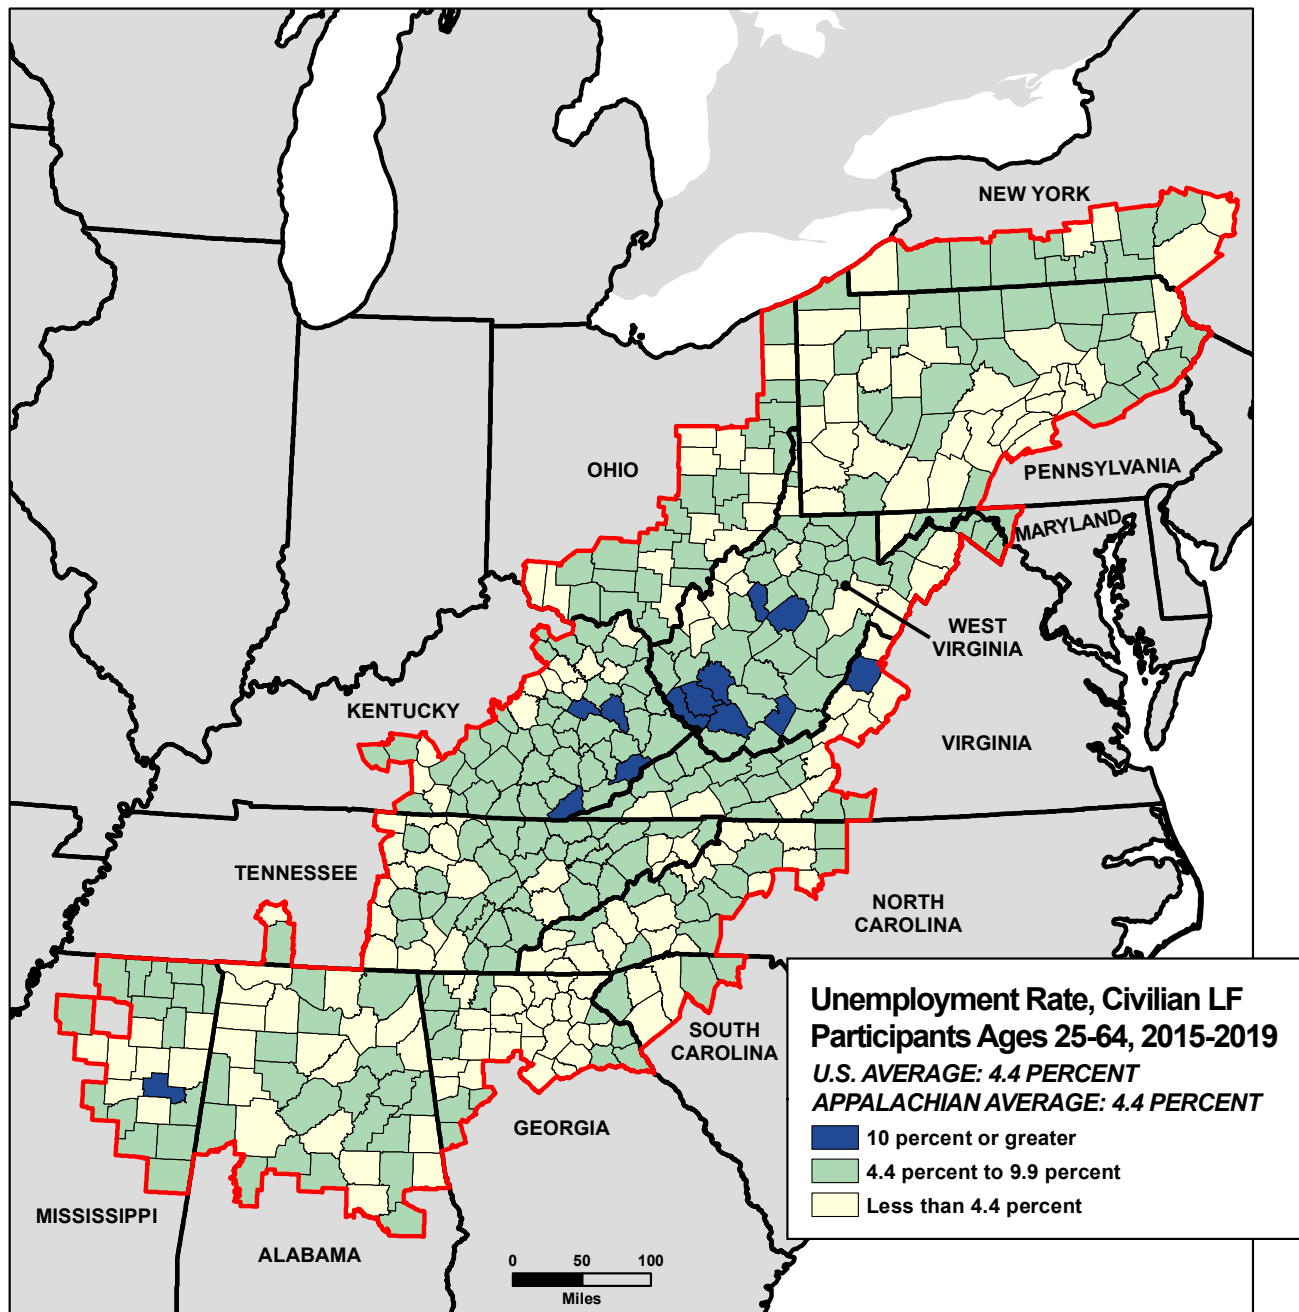 NEW YORK
OHIO
PENNSYLVANIA
MARYLAND
WEST
VIRGINIA
KENTUCKY
VIRGINIA
TENNESSEE
NORTH
CAROLINA
SOUTH
CAROLINA
GEORGIA
MISSISSIPPI
ALABAMA
Unemployment Rate, Civilian LF
Participants Ages 25-64, 2015-2019
U.S. AVERAGE: 4.4 PERCENT
APPALACHIAN AVERAGE: 4.4 PERCENT
10 percent or greater
4.4 percent to 9.9 percent
Less than 4.4 percent
0 50 100
Miles